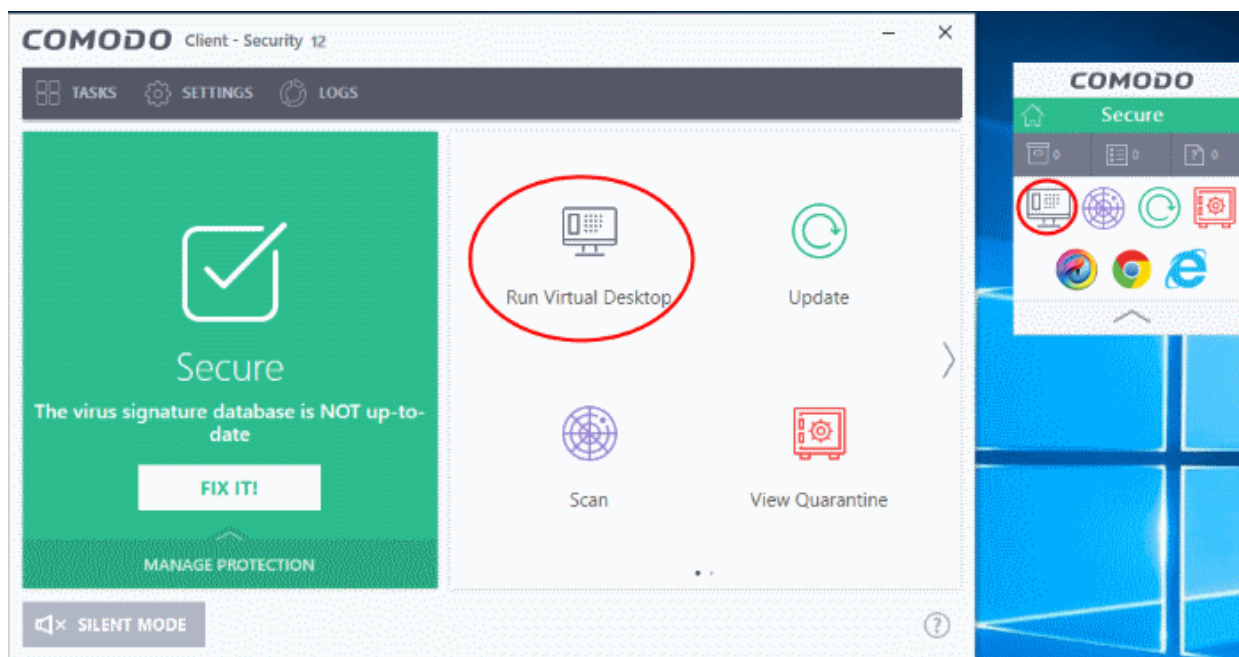 COMODO Client - Security 12
TASKS SETTINGS LOGS
Secure
The virus signature database is NOT up-to-
date
FIX IT!
MANAGE PROTECTION
Run Virtual Desktop
Update
Scan
View Quarantine
SILENT MODE
?
COMODO
Secure
0 0 ? 0